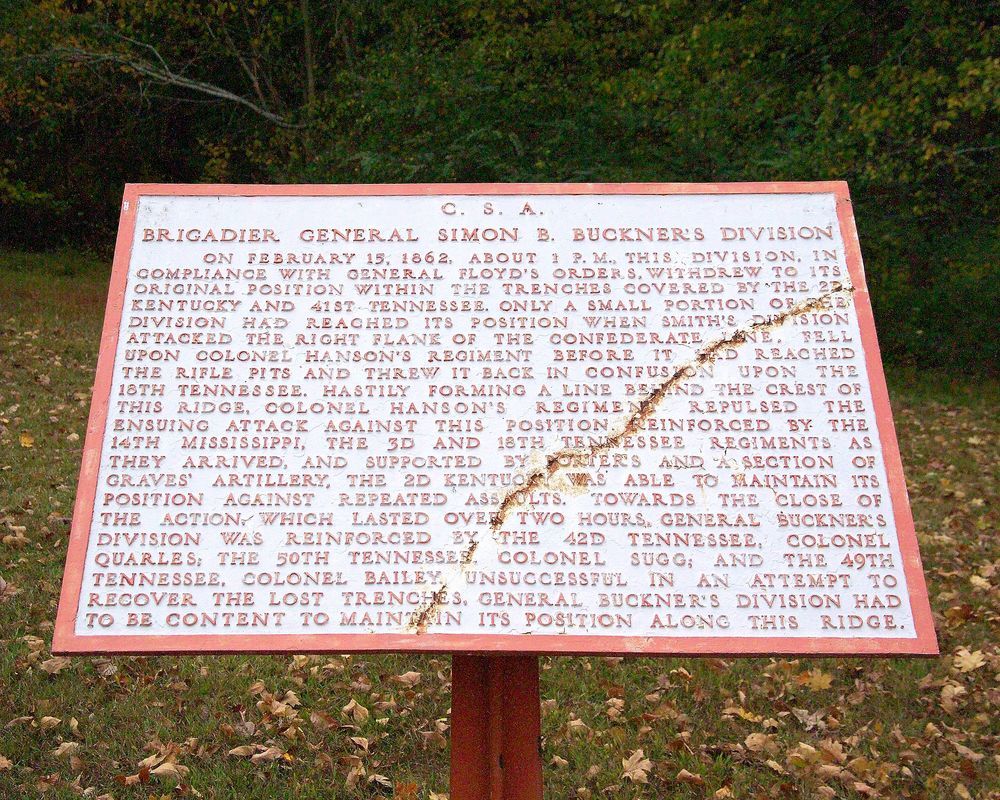 C. S. A.
BRIGADIER GENERAL SIMON B. BUCKNER'S DIVISION
ON FEBRUARY 15, 1862, ABOUT 1 P.M., THIS DIVISION, IN
COMPLIANCE WITH GENERAL FLOYD'S ORDERS, WITHDREW TO ITS
ORIGINAL POSITION WITHIN THE TRENCHES COVERED BY THE 2D
KENTUCKY AND 41ST TENNESSEE. ONLY A SMALL PORTION OF THE
DIVISION HAD REACHED ITS POSITION WHEN SMITH'S DIVISION
ATTACKED THE RIGHT FLANK OF THE CONFEDERATE LINE, FELL
UPON COLONEL HANSON'S REGIMENT BEFORE IT HAD REACHED
THE RIFLE PITS AND THREW IT BACK IN CONFUSION UPON THE
18TH TENNESSEE. HASTILY FORMING A LINE BEHIND THE CREST OF
THIS RIDGE, COLONEL HANSON'S REGIMENT REPULSED THE
ENSUING ATTACK AGAINST THIS POSITION. REINFORCED BY THE
14TH MISSISSIPPI, THE 3D AND 18TH TENNESSEE REGIMENTS AS
THEY ARRIVED, AND SUPPORTED BY PORTER'S AND A SECTION OF
GRAVES' ARTILLERY, THE 2D KENTUCKY WAS ABLE TO MAINTAIN ITS
POSITION AGAINST REPEATED ASSAULTS. TOWARDS THE CLOSE OF
THE ACTION, WHICH LASTED OVER TWO HOURS, GENERAL BUCKNER'S
DIVISION WAS REINFORCED BY THE 42D TENNESSEE, COLONEL
QUARLES; THE 50TH TENNESSEE, COLONEL SUGG; AND THE 49TH
TENNESSEE, COLONEL BAILEY. UNSUCCESSFUL IN AN ATTEMPT TO
RECOVER THE LOST TRENCHES, GENERAL BUCKNER'S DIVISION HAD
TO BE CONTENT TO MAINTAIN ITS POSITION ALONG THIS RIDGE.